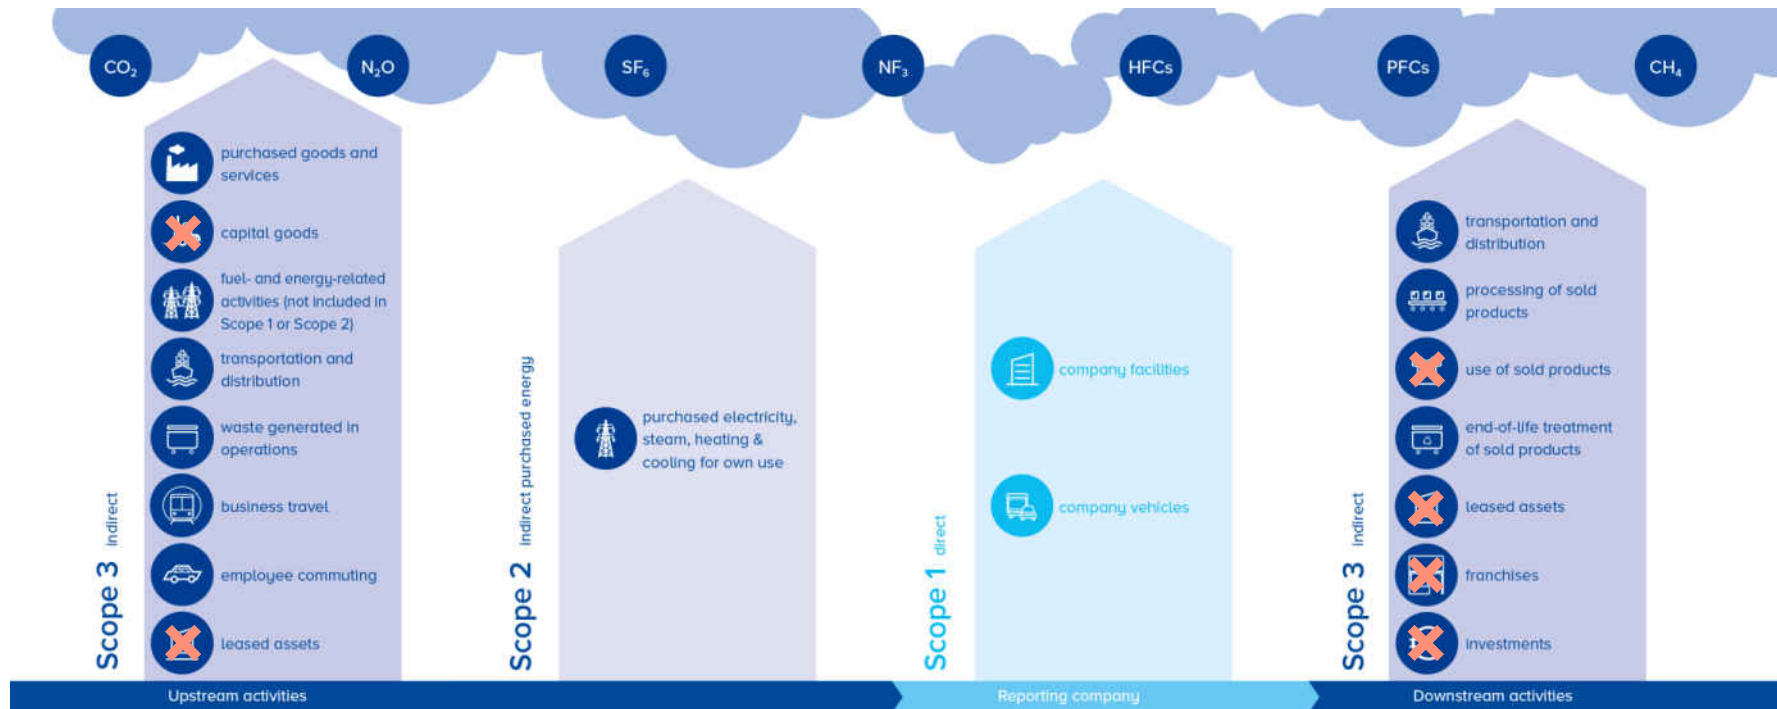 CO₂
N₂O
SF₆
NF₃
HFCs
PFCs
CH₄
Scope 3 indirect
purchased goods and
services
capital goods
fuel- and energy-related
activities (not included in
Scope 1 or Scope 2)
transportation and
distribution
waste generated in
operations
business travel
employee commuting
leased assets
Scope 2 indirect purchased energy
purchased electricity,
steam, heating &
cooling for own use
Scope 1 direct
company facilities
company vehicles
Scope 3 indirect
transportation and
distribution
processing of sold
products
use of sold products
end-of-life treatment
of sold products
leased assets
franchises
investments
Upstream activities
Reporting company
Downstream activities